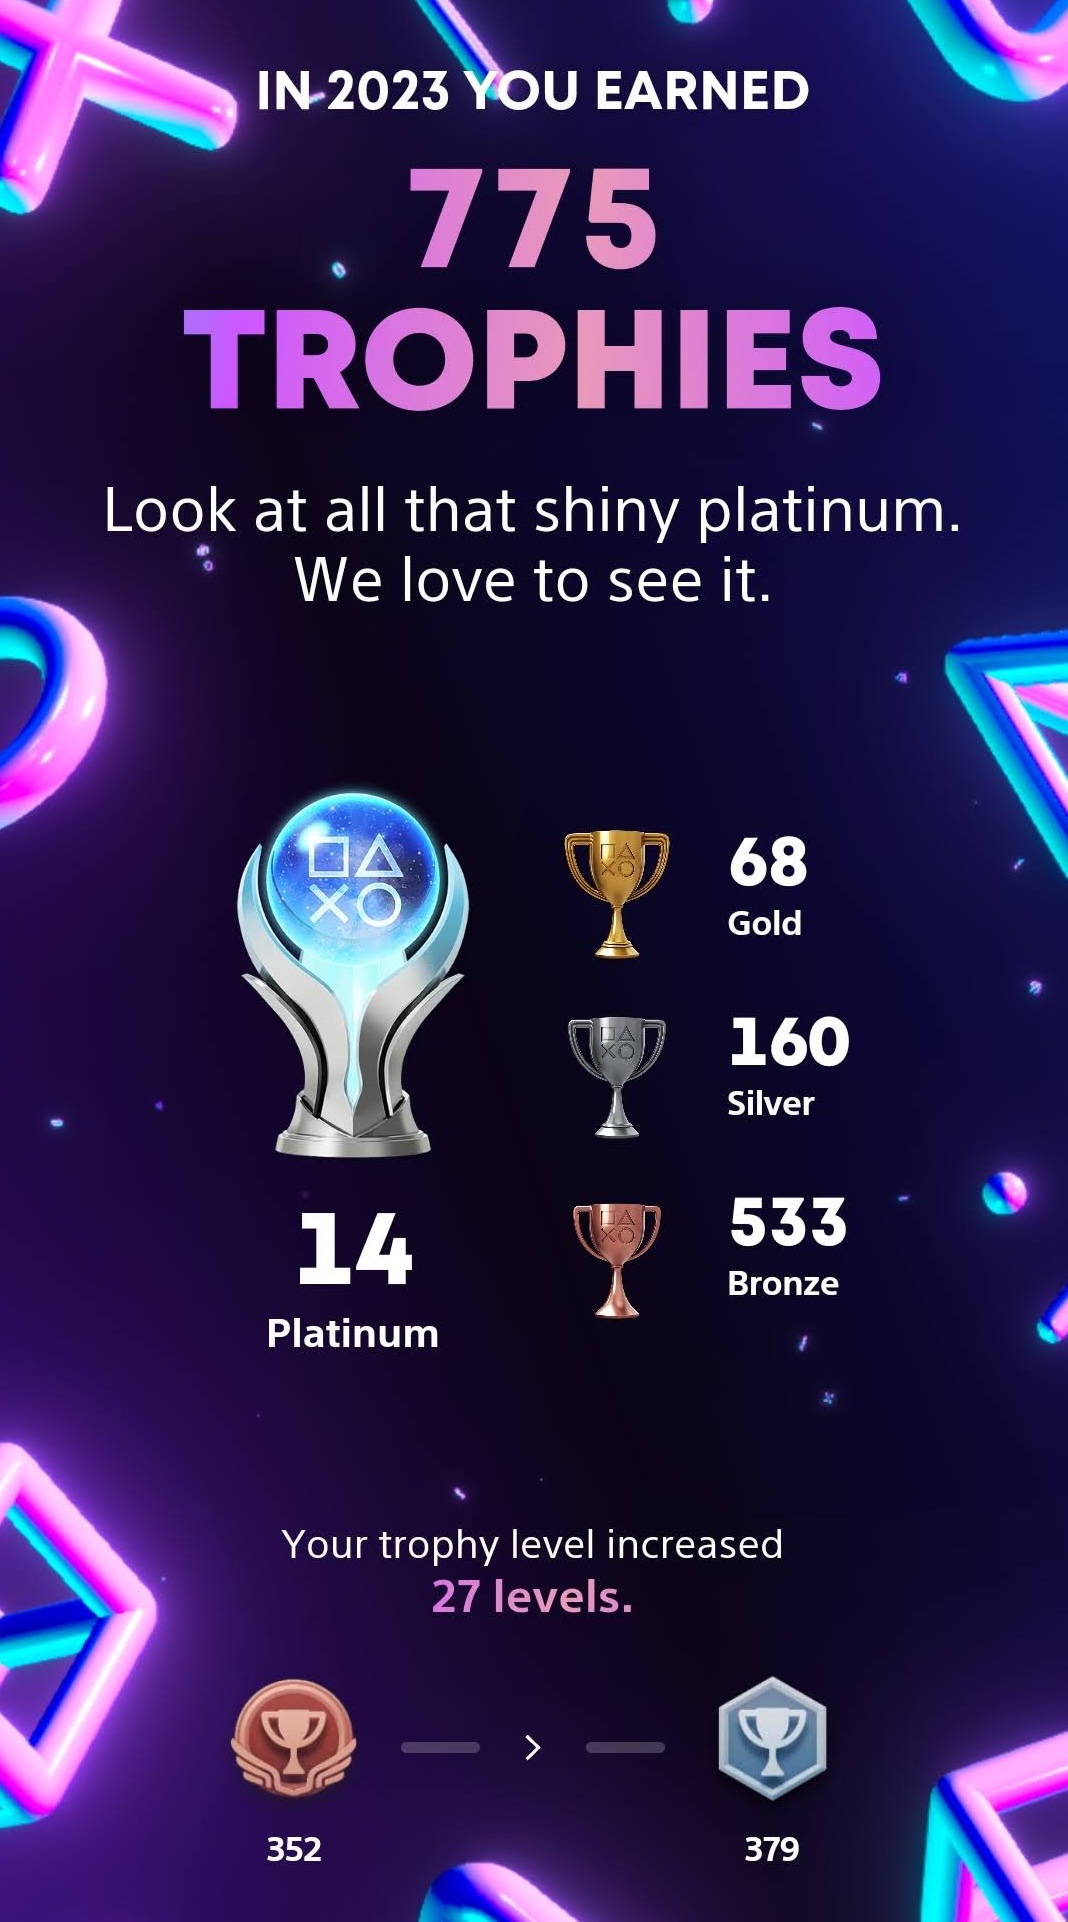 IN 2023 YOU EARNED
775
TROPHIES
Look at all that shiny platinum.
We love to see it.
14
Platinum
68
Gold
160
Silver
533
Bronze
Your trophy level increased
27 levels.
352
379